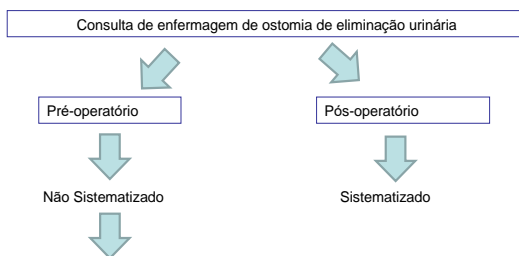 Consulta de enfermagem de ostomia de eliminação urinária
Pré-operatório
Pós-operatório
Não Sistematizado
Sistematizado